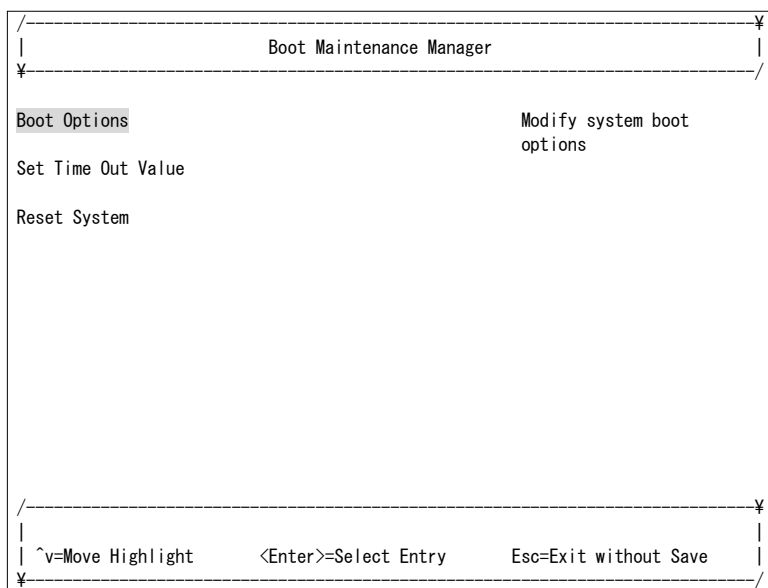 /------------------------------------------------------------------------------¥
| Boot Maintenance Manager |
¥------------------------------------------------------------------------------/
Boot Options Modify system boot
options
Set Time Out Value
Reset System
/------------------------------------------------------------------------------¥
| |
| ^v=Move Highlight <Enter>=Select Entry Esc=Exit without Save |
¥------------------------------------------------------------------------------/